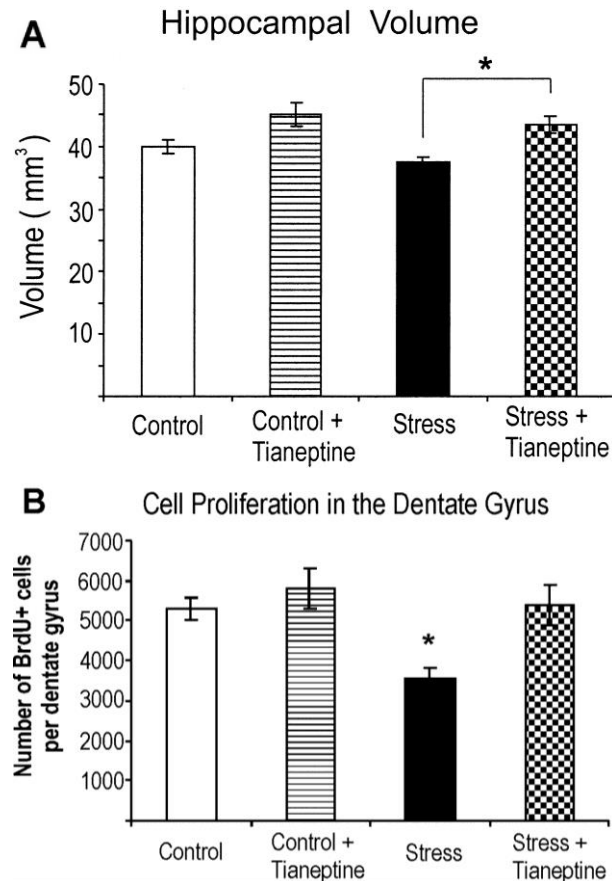 A
Hippocampal Volume
*
50
40
30
20
10
Volume ( mm³ )
Control
Control +
Tianeptine
Stress
Stress +
Tianeptine
B
Cell Proliferation in the Dentate Gyrus
7000
6000
5000
4000
3000
2000
1000
Number of BrdU+ cells
per dentate gyrus
*
Control
Control +
Tianeptine
Stress
Stress +
Tianeptine